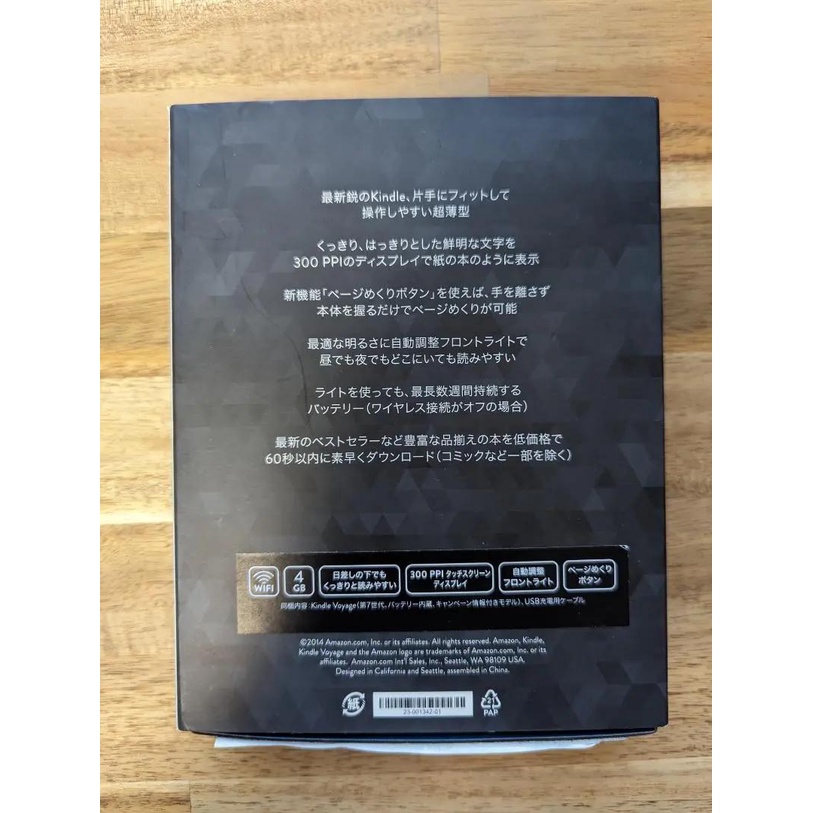 最新鋭のKindle、片手にフィットして
操作しやすい超薄型
くっきり、はっきりとした鮮明な文字を
300 PPIのディスプレイで紙の本のように表示
新機能「ページめくりボタン」を使えば、手を離さず
本体を握るだけでページめくりが可能
最適な明るさに自動調整フロントライトで
昼でも夜でもどこにいても読みやすい
ライトを使っても、最長数週間持続する
バッテリー（ワイヤレス接続がオフの場合）
最新のベストセラーなど豊富な品揃えの本を低価格で
60秒以内に素早くダウンロード（コミックなど一部を除く）
WiFi
4
GB
日差しの下でも
くっきりと読みやすい
300 PPI タッチスクリーン
ディスプレイ
自動調整
フロントライト
ページめくり
ボタン
同梱内容: Kindle Voyage（第7世代、バッテリー内蔵、キャンペーン情報付きモデル）、USB充電用ケーブル
©2014 Amazon.com, Inc. or its affiliates. All rights reserved. Amazon, Kindle,
Kindle Voyage and the Amazon logo are trademarks of Amazon.com, Inc. or its
affiliates. Amazon.com Int'l Sales, Inc., Seattle, WA 98109 USA.
Designed in California and Seattle, assembled in China.
紙
23-001342-01
21
PAP